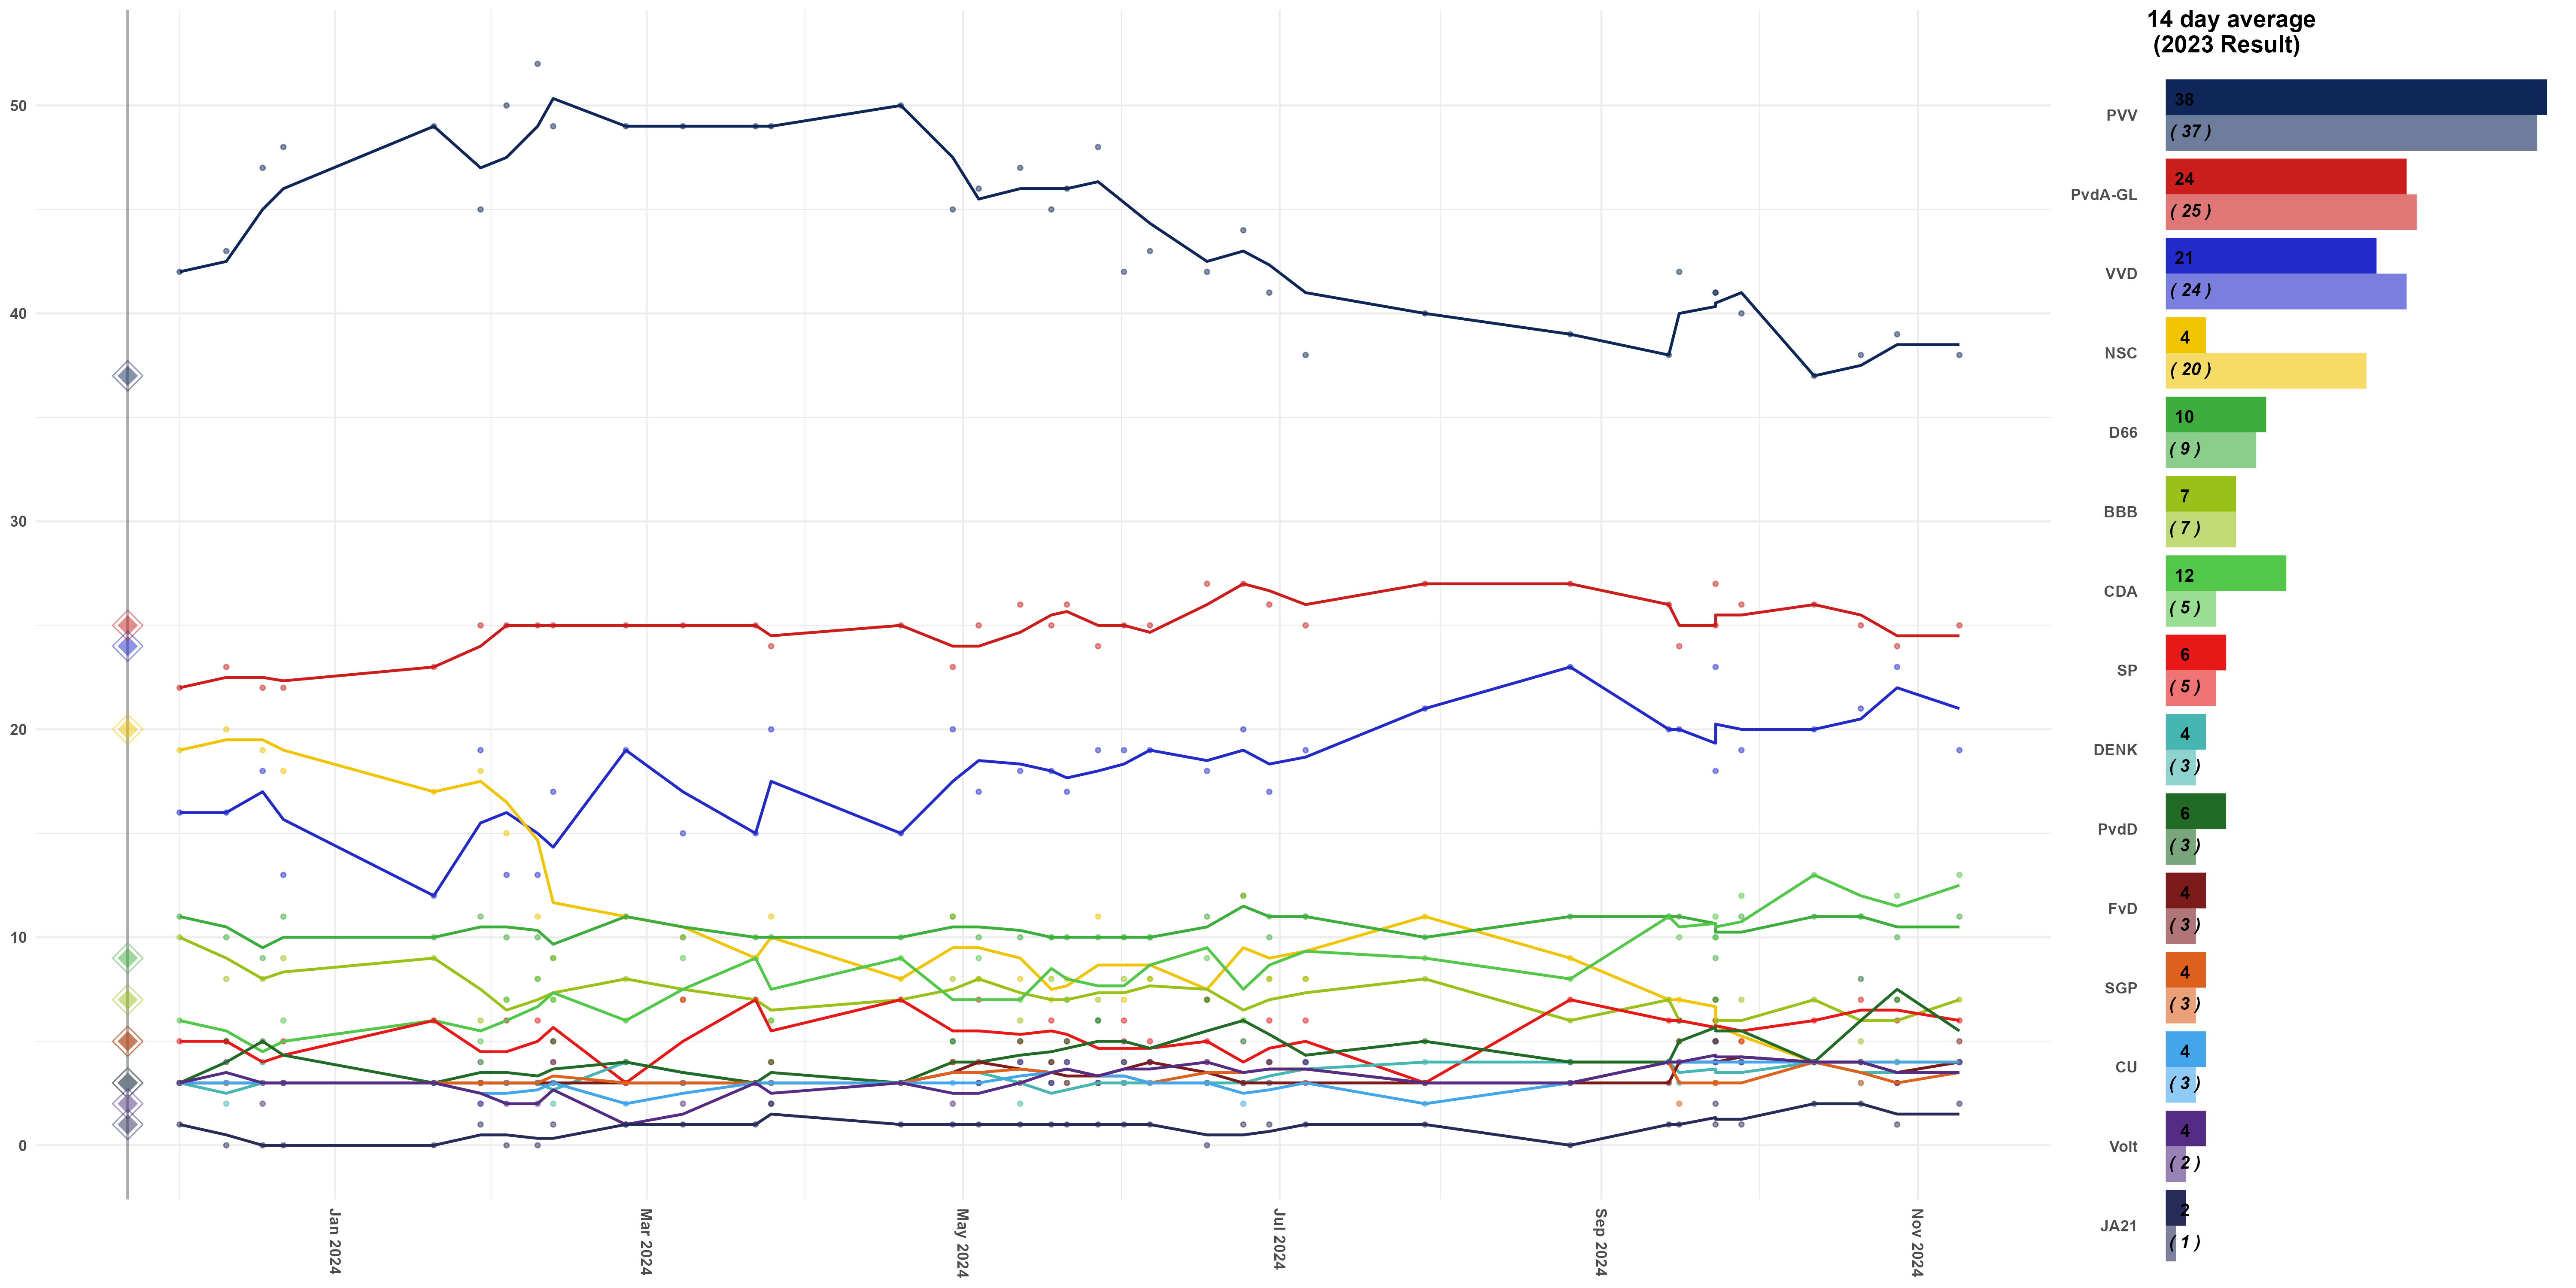 14 day average
(2023 Result)
50
40
30
20
10
0
Jan 2024
Mar 2024
May 2024
Jul 2024
Sep 2024
Nov 2024
PVV
38
( 37 )
PvdA-GL
24
( 25 )
VVD
21
( 24 )
NSC
4
( 20 )
D66
10
( 9 )
BBB
7
( 7 )
CDA
12
( 5 )
SP
6
( 5 )
DENK
4
( 3 )
PvdD
6
( 3 )
FvD
4
( 3 )
SGP
4
( 3 )
CU
4
( 3 )
Volt
4
( 2 )
JA21
2
( 1 )